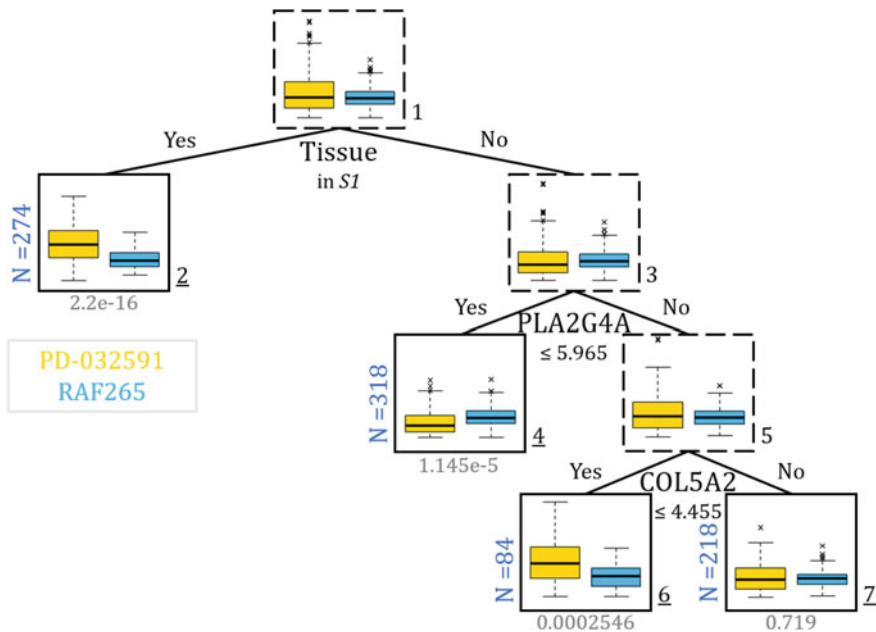 1
Yes
No
Tissue
in S1
N =274
2
2.2e-16
3
Yes
No
PLA2G4A
≤ 5.965
PD-032591
RAF265
N =318
4
1.145e-5
5
Yes
No
COL5A2
≤ 4.455
N =84
6
0.0002546
N =218
7
0.719